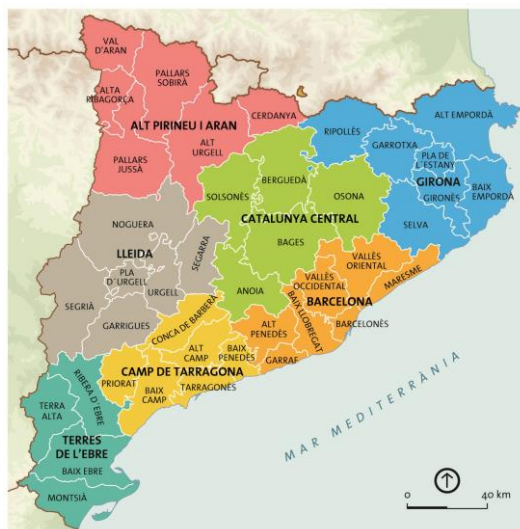 VAL
D'ARAN
PALLARS
SOBIRÀ
ALTA
RIBAGORÇA
ALT PIRINEU I ARAN
CERDANYA
ALT
URGELL
PALLARS
JUSSÀ
RIPOLLÈS
ALT EMPORDÀ
GARROTXA
PLA DE
L'ESTANY
GIRONA
GIRONÈS
BAIX
EMPORDÀ
SELVA
BERGUEDÀ
SOLSONÈS
OSONA
CATALUNYA CENTRAL
BAGES
ANOIA
NOGUERA
LLEIDA
SEGARRA
PLA
D'URGELL
URGELL
SEGRIÀ
GARRIGUES
VALLÈS
ORIENTAL
VALLÈS
OCCIDENTAL
MARESME
BARCELONA
BAIX LLOBREGAT
BARCELONÈS
ALT
PENEDÈS
GARRAF
CONCA DE BARBERÀ
ALT
CAMP
BAIX
PENEDÈS
CAMP DE TARRAGONA
PRIORAT
TARRAGONÈS
BAIX
CAMP
RIBERA D'EBRE
TERRA
ALTA
TERRES
DE L'EBRE
BAIX EBRE
MONTSIÀ
MAR MEDITERRÀNIA
0 40 km